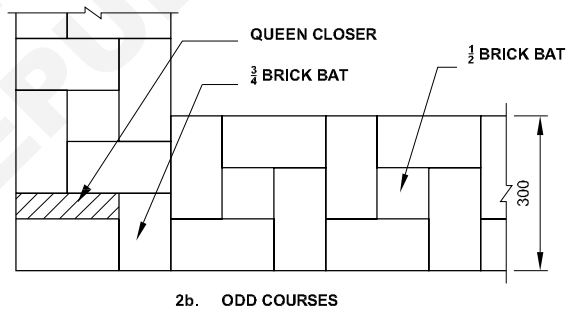 QUEEN CLOSER
3/4 BRICK BAT
1/2 BRICK BAT
300
2b. ODD COURSES